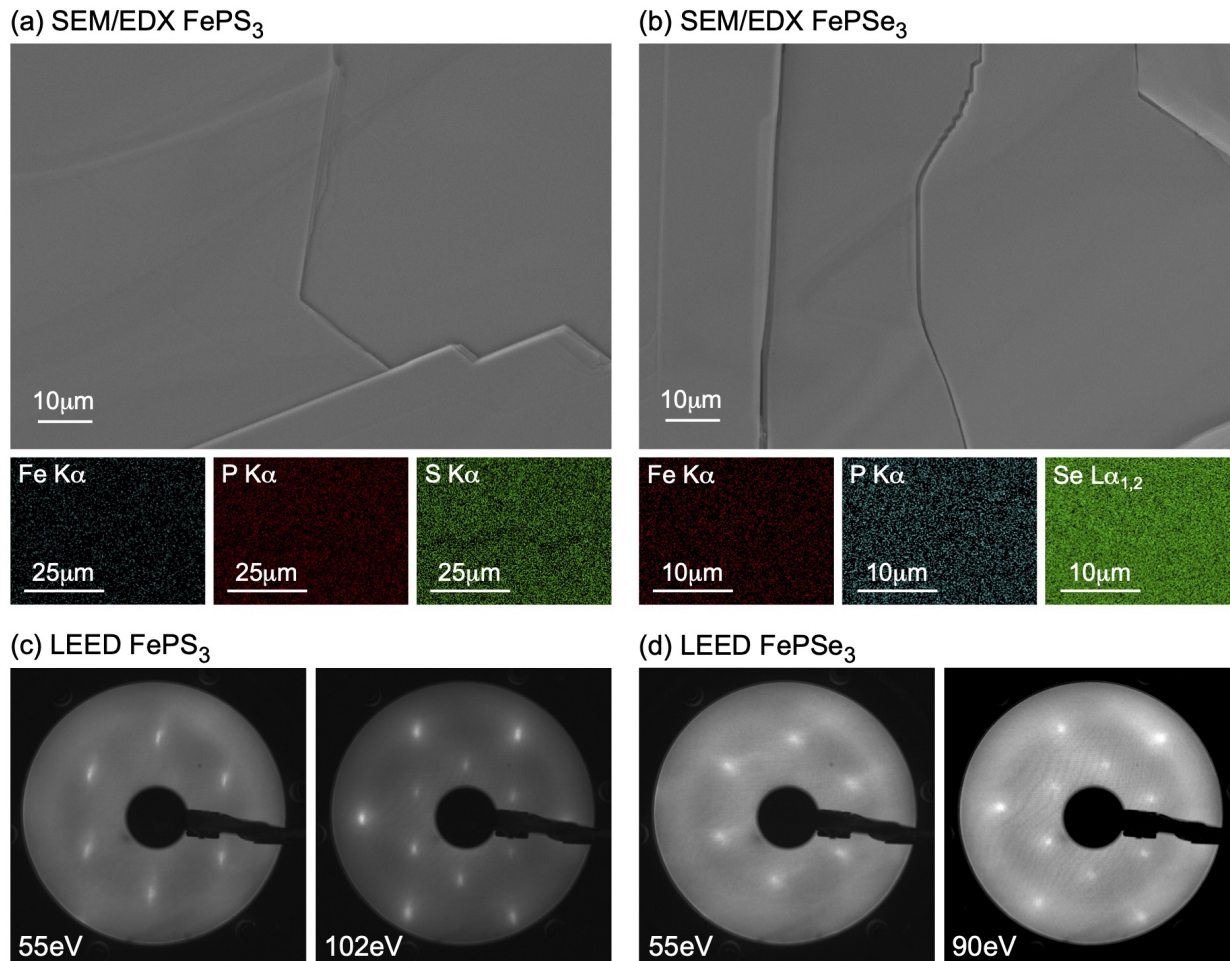 (a) SEM/EDX FePS₃
(b) SEM/EDX FePSe₃
10μm
10μm
Fe Kα
P Kα
S Kα
Fe Kα
P Kα
Se Lα₁,₂
25μm
25μm
25μm
10μm
10μm
10μm
(c) LEED FePS₃
(d) LEED FePSe₃
55eV
102eV
55eV
90eV